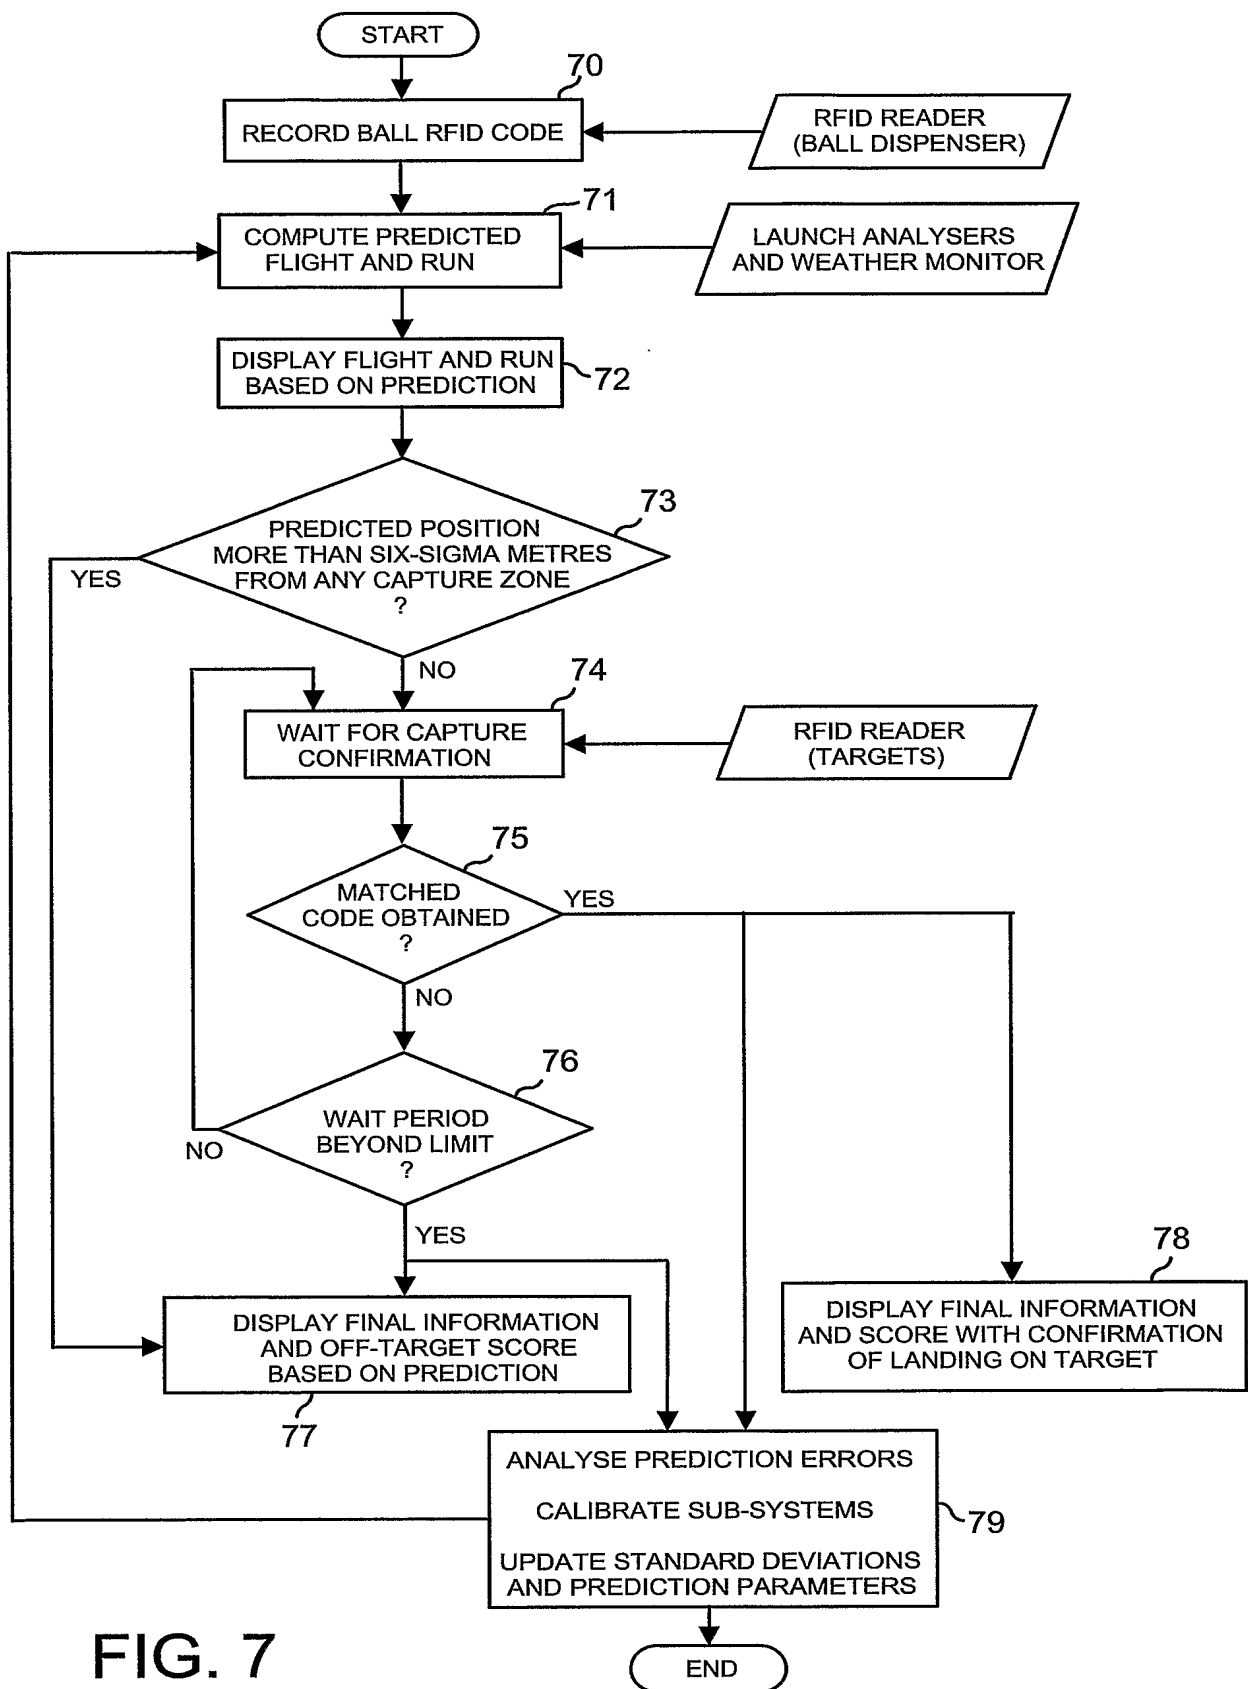 START
70
RECORD BALL RFID CODE
RFID READER
(BALL DISPENSER)
71
COMPUTE PREDICTED
FLIGHT AND RUN
LAUNCH ANALYSERS
AND WEATHER MONITOR
DISPLAY FLIGHT AND RUN
BASED ON PREDICTION
72
73
PREDICTED POSITION
MORE THAN SIX-SIGMA METRES
FROM ANY CAPTURE ZONE
?
YES
NO
74
WAIT FOR CAPTURE
CONFIRMATION
RFID READER
(TARGETS)
75
MATCHED
CODE OBTAINED
?
YES
NO
76
WAIT PERIOD
BEYOND LIMIT
?
NO
YES
78
DISPLAY FINAL INFORMATION
AND OFF-TARGET SCORE
BASED ON PREDICTION
77
DISPLAY FINAL INFORMATION
AND SCORE WITH CONFIRMATION
OF LANDING ON TARGET
ANALYSE PREDICTION ERRORS
CALIBRATE SUB-SYSTEMS
UPDATE STANDARD DEVIATIONS
AND PREDICTION PARAMETERS
79
END
FIG. 7